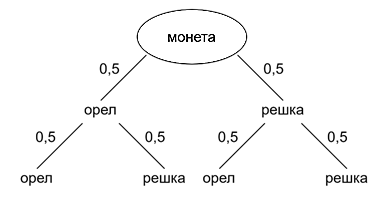 монета
0,5 0,5
орел решка
0,5 0,5 0,5 0,5
орел решка орел решка